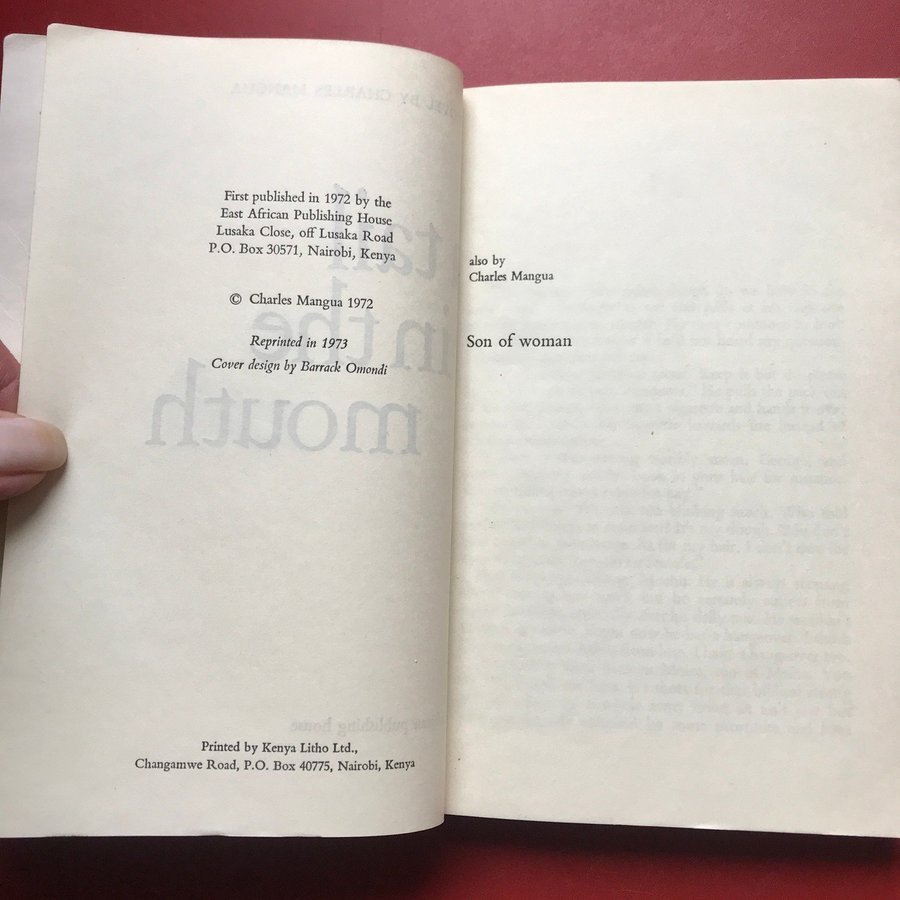 First published in 1972 by the
East African Publishing House
Lusaka Close, off Lusaka Road
P.O. Box 30571, Nairobi, Kenya
© Charles Mangua 1972
Reprinted in 1973
Cover design by Barrack Omondi
Printed by Kenya Litho Ltd.,
Changamwe Road, P.O. Box 40775, Nairobi, Kenya
also by
Charles Mangua
Son of woman